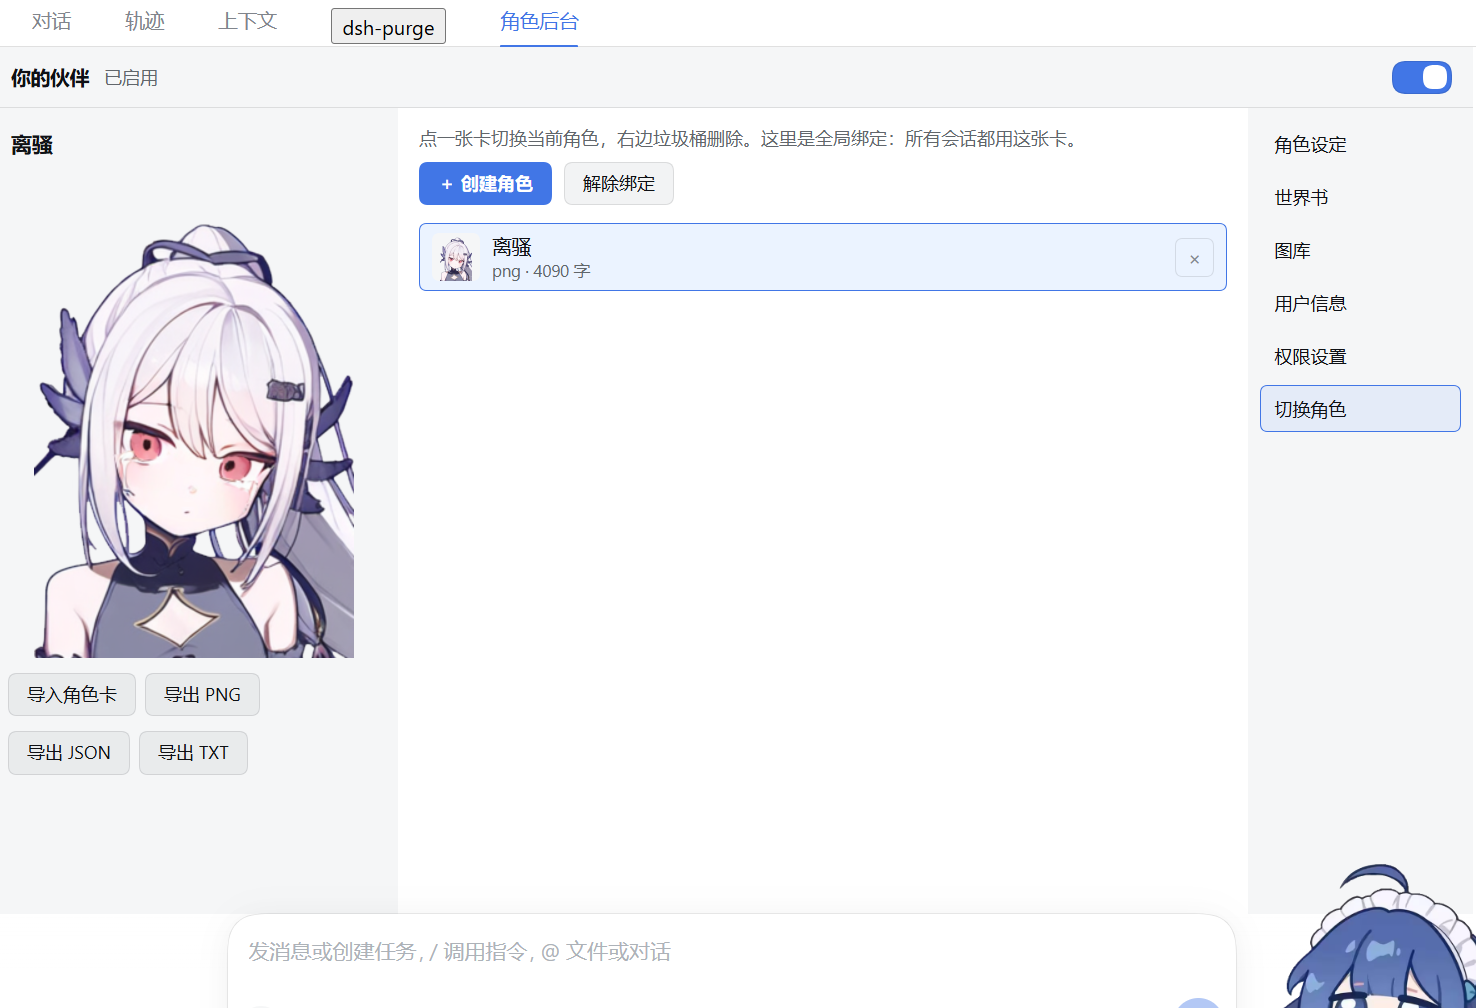 对话 轨迹 上下文 dsh-purge 角色后台
你的伙伴 已启用
离骚
导入角色卡 导出 PNG
导出 JSON 导出 TXT
点一张卡切换当前角色，右边垃圾桶删除。这里是全局绑定：所有会话都用这张卡。
+ 创建角色 解除绑定
离骚
png · 4090 字
×
角色设定
世界书
图库
用户信息
权限设置
切换角色
发消息或创建任务, / 调用指令, @ 文件或对话